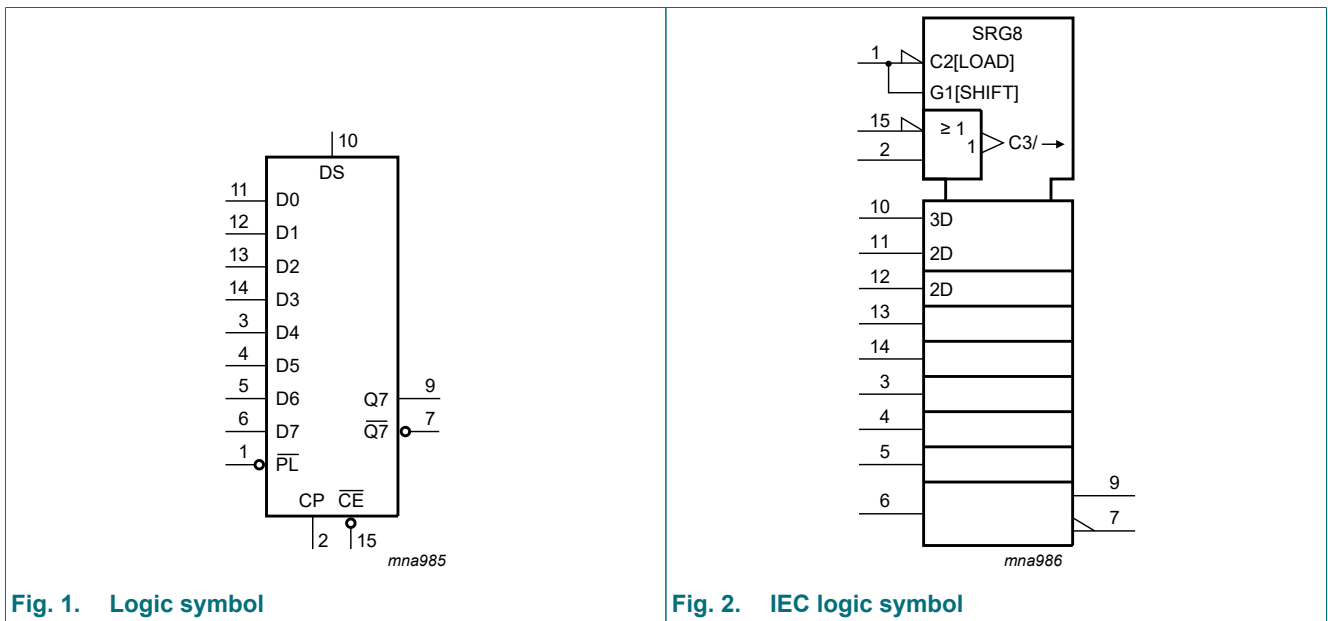 10
DS
11 D0
12 D1
13 D2
14 D3
3 D4
4 D5
5 D6 Q7 9
6 D7 Q7 7
1 PL
CP CE
2 15
mna985
Fig. 1. Logic symbol
SRG8
1 C2[LOAD]
G1[SHIFT]
15 ≥ 1
1 C3/ →
2
10 3D
11 2D
12 2D
13
14
3
4
5
9
6
7
mna986
Fig. 2. IEC logic symbol